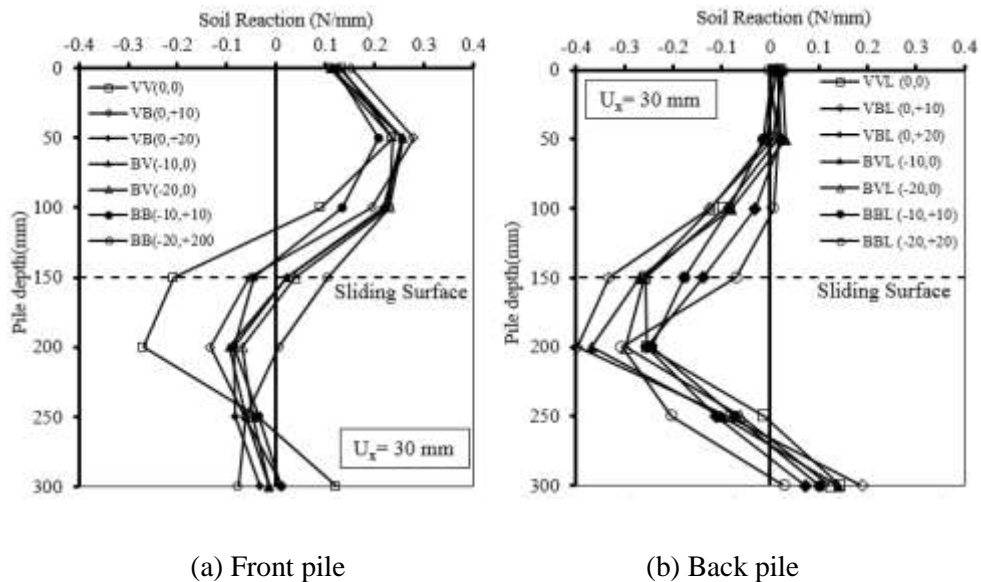 Soil Reaction (N/mm)
-0.4 -0.3 -0.2 -0.1 0 0.1 0.2 0.3 0.4
0
50
100
150
200
250
300
Pile depth(mm)
VV(0,0)
VB(0,+10)
VB(0,+20)
BV(-10,0)
BV(-20,0)
BB(-10,+10)
BB(-20,+200
Sliding Surface
Uₓ= 30 mm
(a) Front pile
Soil Reaction (N/mm)
-0.4 -0.3 -0.2 -0.1 0 0.1 0.2 0.3 0.4
0
50
100
150
200
250
300
Pile depth(mm)
Uₓ= 30 mm
VVL (0,0)
VBL (0,+10)
VBL (0,+20)
BVL (-10,0)
BVL (-20,0)
BBL (-10,+10)
BBL (-20,+20)
Sliding Surface
(b) Back pile